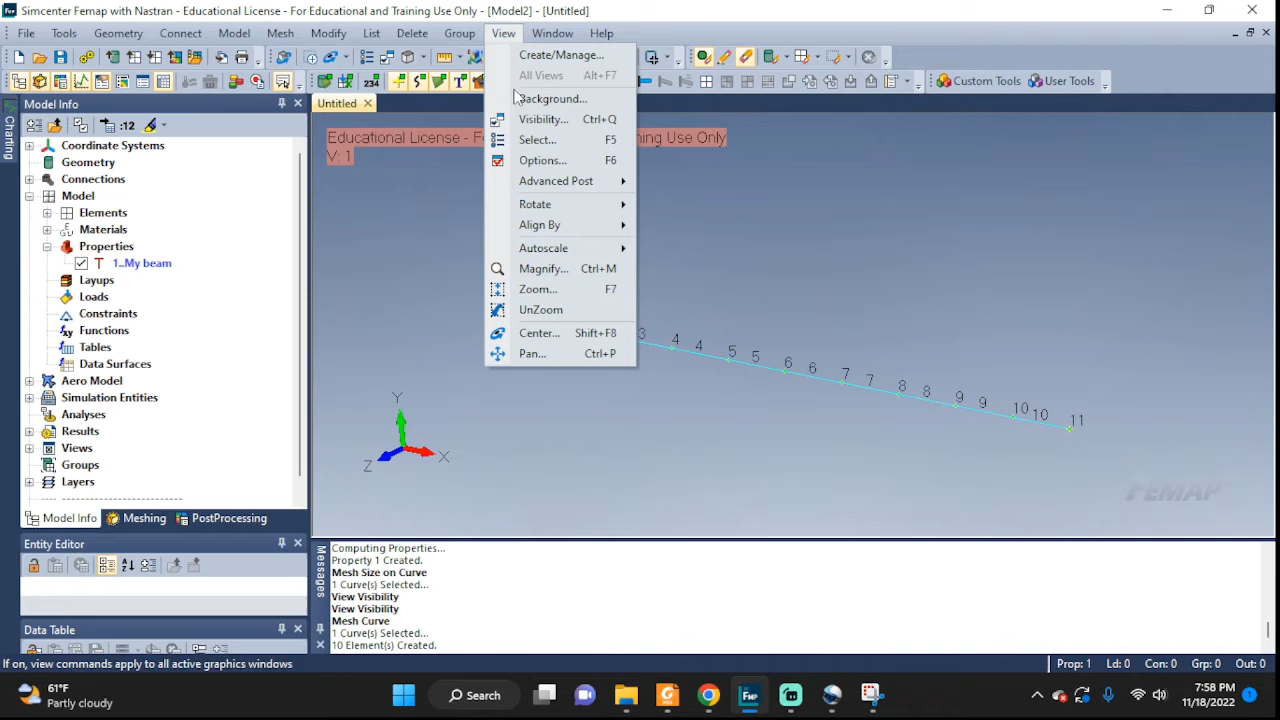 Simcenter Femap with Nastran - Educational License - For Educational and Training Use Only - [Model2] - [Untitled]
File Tools Geometry Connect Model Mesh Modify List Delete Group View Window Help
234 T Custom Tools User Tools
Model Info
:12
Charting
Coordinate Systems
Geometry
Connections
Model
Elements
Materials
Properties
1..My beam
Layups
Loads
Constraints
Functions
Tables
Data Surfaces
Aero Model
Simulation Entities
Analyses
Results
Views
Groups
Layers
Model Info Meshing PostProcessing
Entity Editor
Data Table
If on, view commands apply to all active graphics windows
Untitled
Educational License - Fo
ning Use Only
V: 1
Create/Manage...
All Views Alt+F7
Background...
Visibility... Ctrl+Q
Select... F5
Options... F6
Advanced Post
Rotate
Align By
Autoscale
Magnify... Ctrl+M
Zoom... F7
UnZoom
Center... Shift+F8
Pan... Ctrl+P
3 4 4 5 5 6 6 7 7 8 8 9 9 10 10 11
Y
Z X
FEMAP
Messages
Computing Properties...
Property 1 Created.
Mesh Size on Curve
1 Curve(s) Selected...
View Visibility
View Visibility
Mesh Curve
1 Curve(s) Selected...
10 Element(s) Created.
Prop: 1 Ld: 0 Con: 0 Grp: 0 Out: 0
61°F
Partly cloudy
Search
FMP
7:58 PM
11/18/2022
1